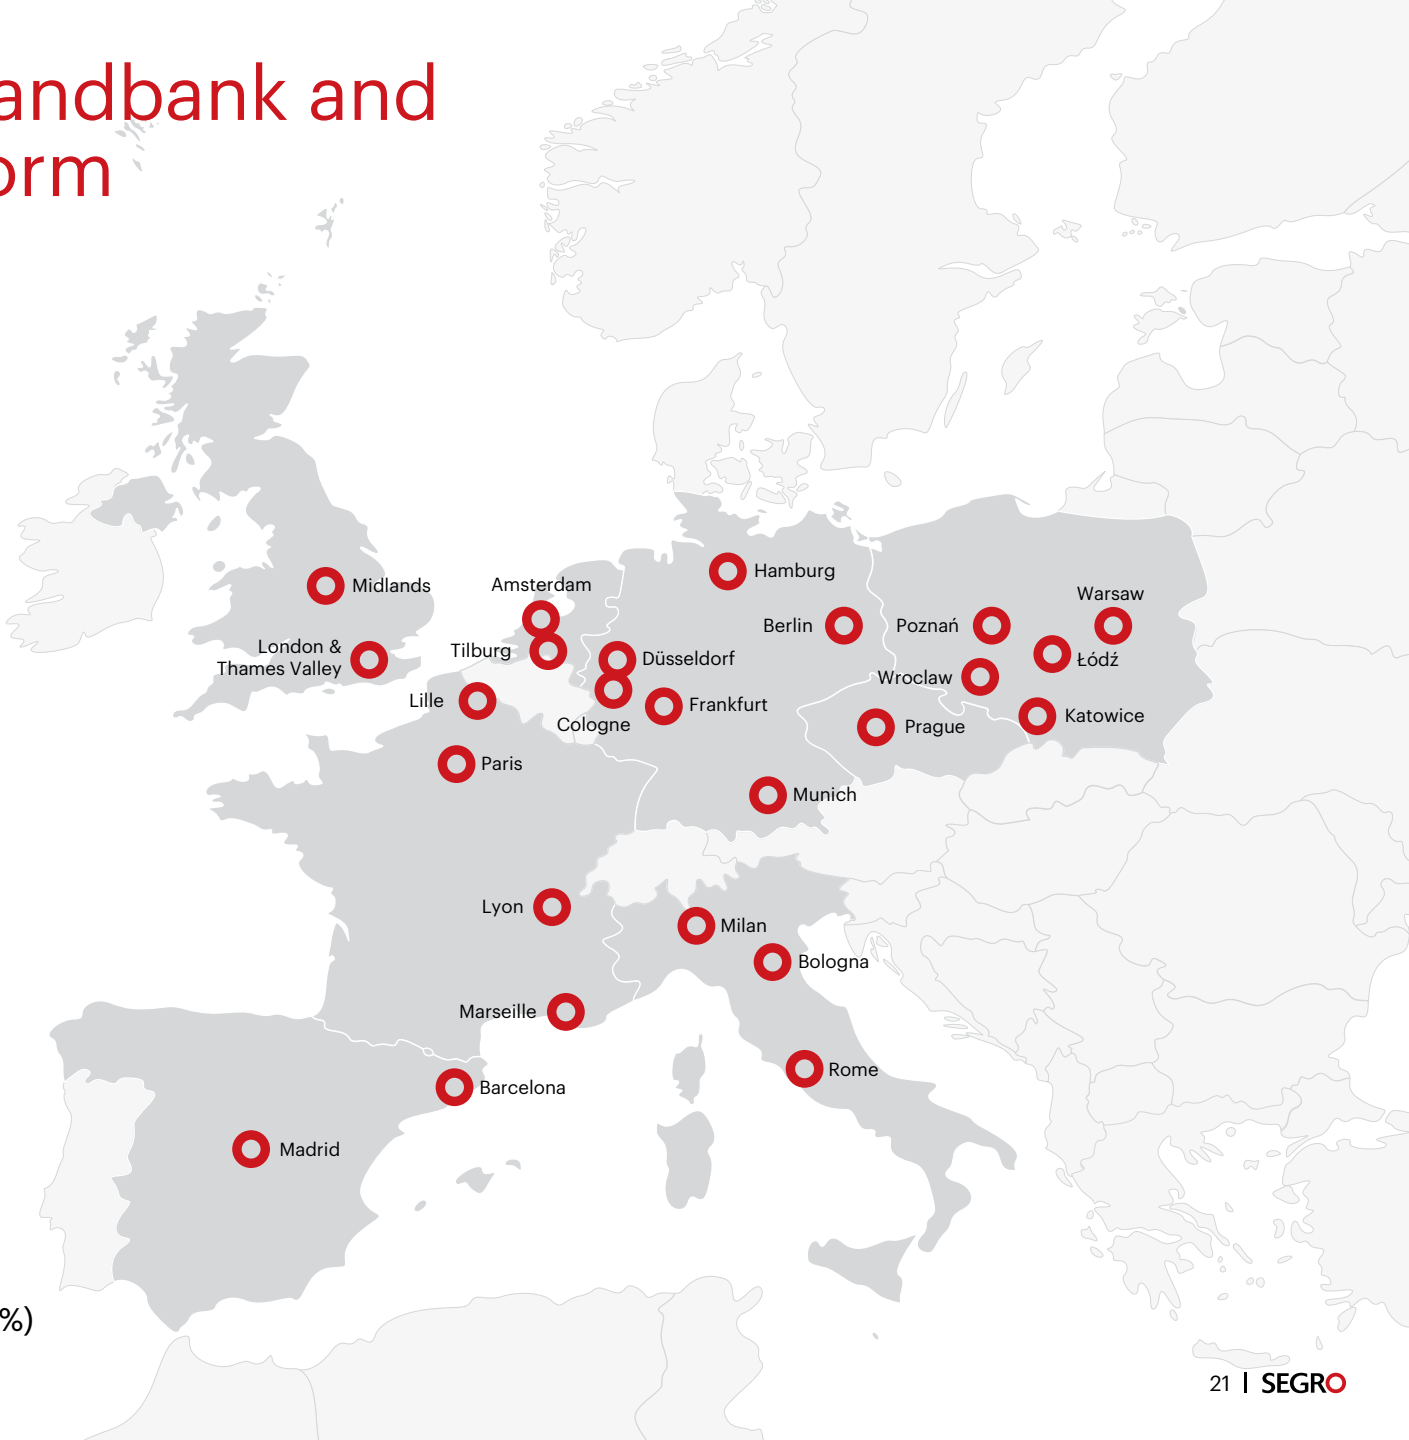 andbank and
orm
Midlands
London &
Thames Valley
Amsterdam
Tilburg
Lille
Paris
Hamburg
Berlin
Düsseldorf
Cologne
Frankfurt
Munich
Poznań
Warsaw
Łódź
Wroclaw
Katowice
Prague
Lyon
Marseille
Milan
Bologna
Rome
Barcelona
Madrid
%)
21 | SEGRO